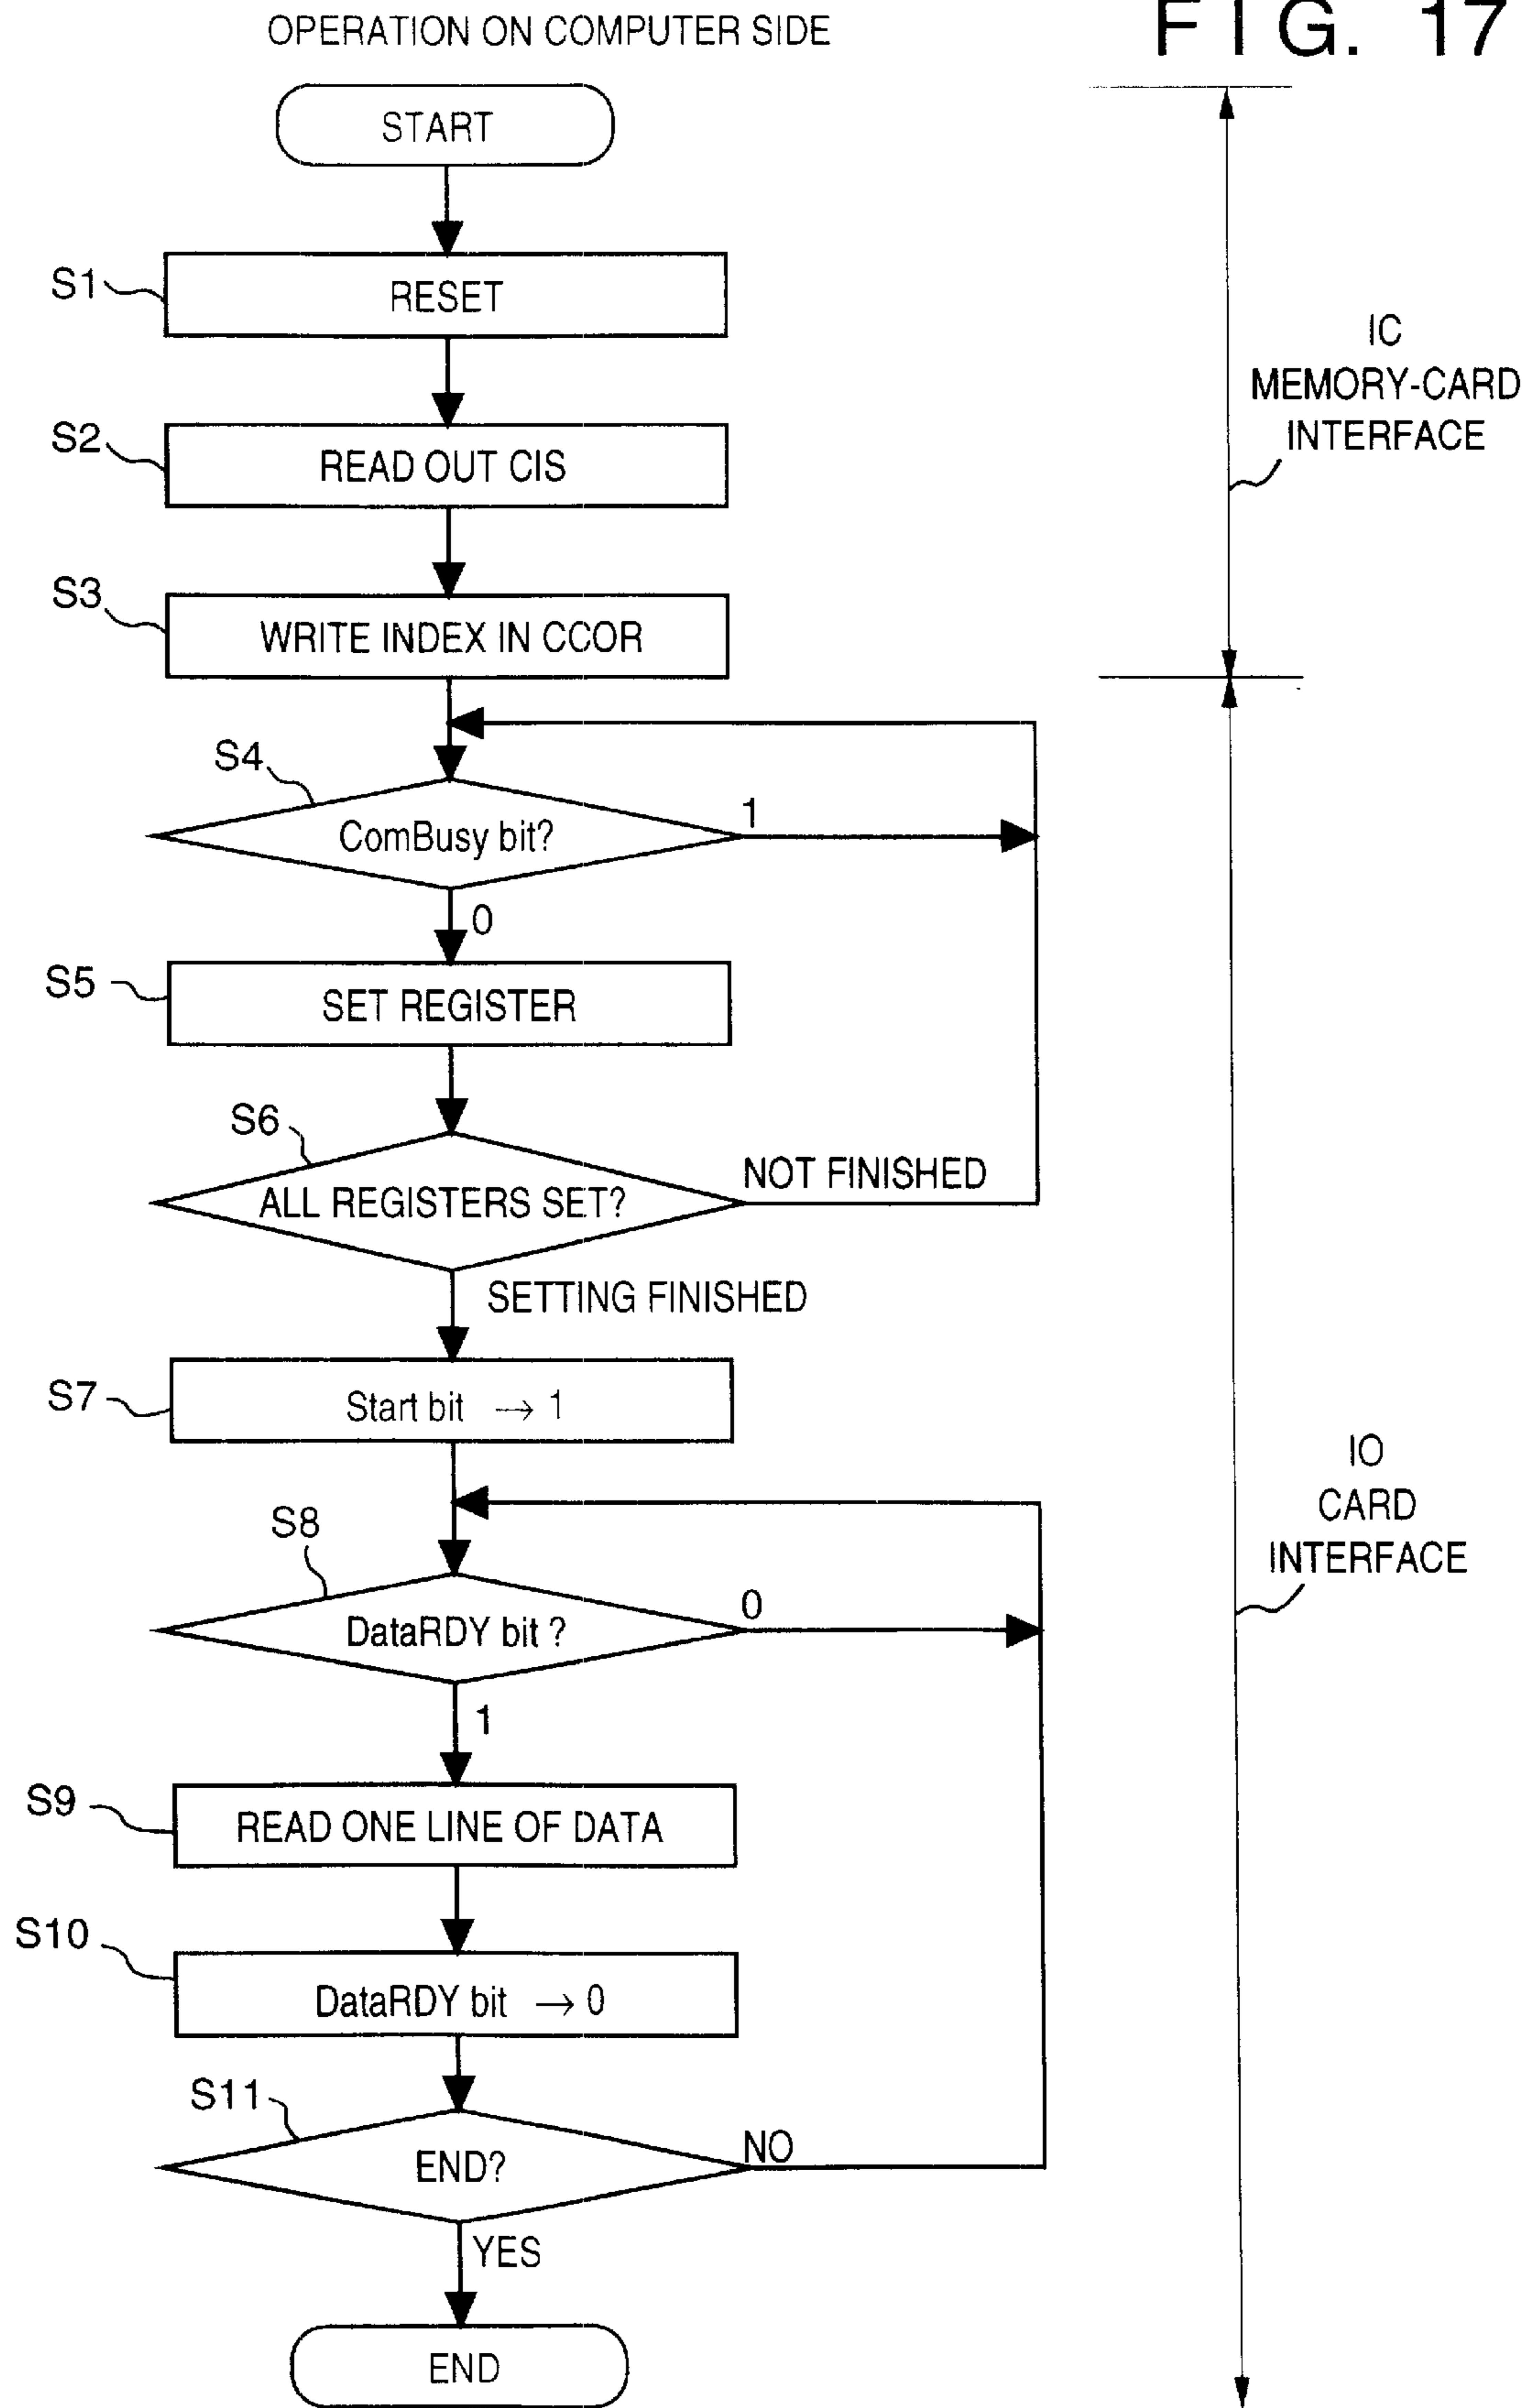 OPERATION ON COMPUTER SIDE
FIG. 17
START
S1
RESET
IC
MEMORY-CARD
INTERFACE
S2
READ OUT CIS
S3
WRITE INDEX IN CCOR
S4
ComBusy bit?
1
0
S5
SET REGISTER
S6
ALL REGISTERS SET?
NOT FINISHED
SETTING FINISHED
S7
Start bit → 1
IO
CARD
INTERFACE
S8
DataRDY bit ?
0
1
S9
READ ONE LINE OF DATA
S10
DataRDY bit → 0
S11
END?
NO
YES
END